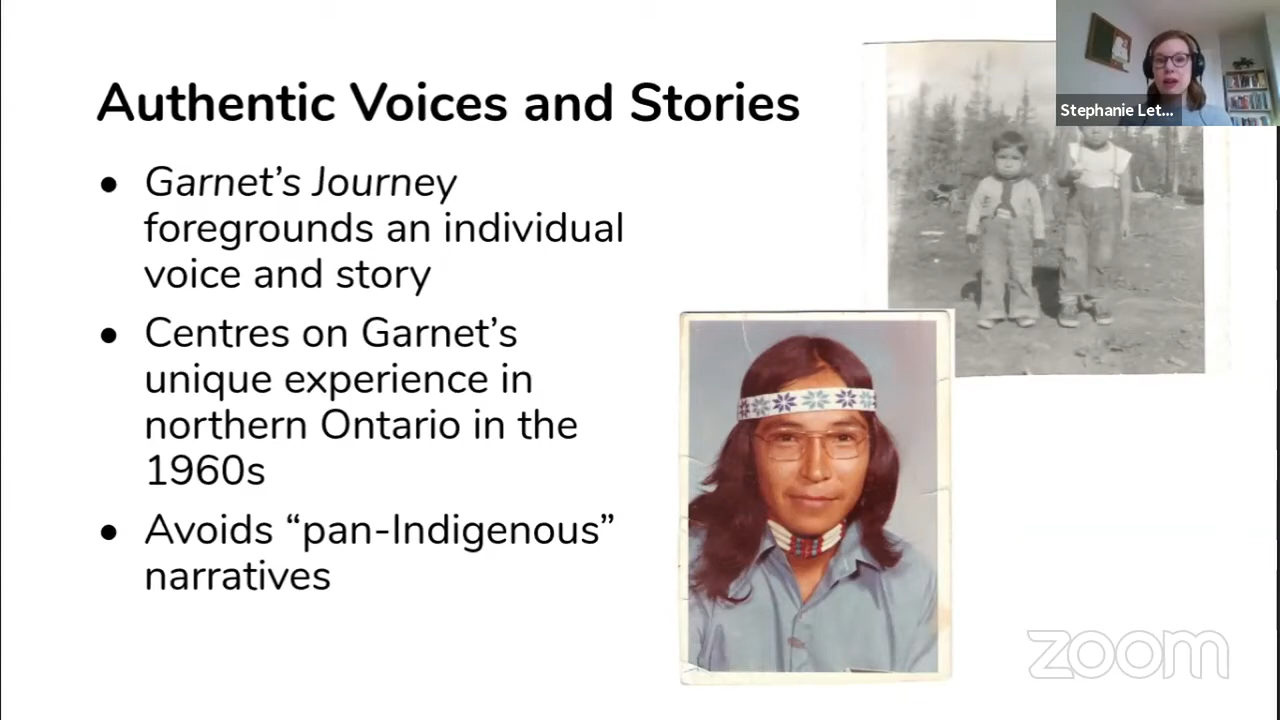 Authentic Voices and Stories
● Garnet’s Journey
foregrounds an individual
voice and story
● Centres on Garnet’s
unique experience in
northern Ontario in the
1960s
● Avoids “pan-Indigenous”
narratives
Stephanie Let...
zoom